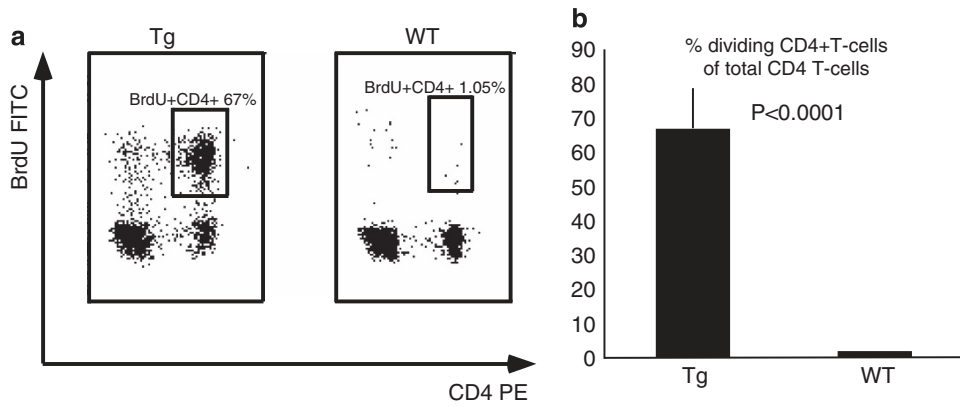 a
Tg
WT
BrdU+CD4+ 67%
BrdU+CD4+ 1.05%
BrdU FITC
CD4 PE
b
% dividing CD4+T-cells
of total CD4 T-cells
P<0.0001
90
80
70
60
50
40
30
20
10
0
Tg
WT